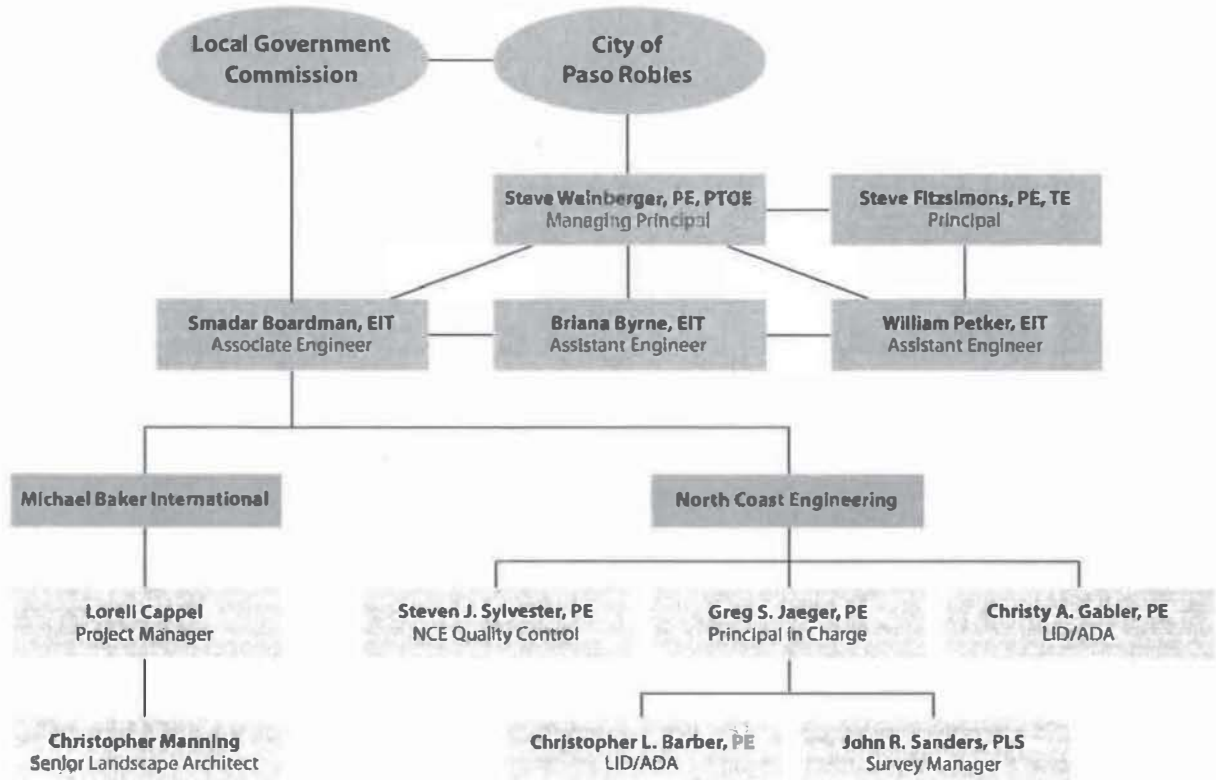 Local Government
Commission
City of
Paso Robles
Steve Weinberger, PE, PTOE
Managing Principal
Steve Fitzsimons, PE, TE
Principal
Smadar Boardman, EIT
Associate Engineer
Briana Byrne, EIT
Assistant Engineer
William Petker, EIT
Assistant Engineer
Michael Baker International
North Coast Engineering
Lorell Cappel
Project Manager
Steven J. Sylvester, PE
NCE Quality Control
Greg S. Jaeger, PE
Principal in Charge
Christy A. Gabler, PE
LID/ADA
Christopher Manning
Senior Landscape Architect
Christopher L. Barber, PE
LID/ADA
John R. Sanders, PLS
Survey Manager